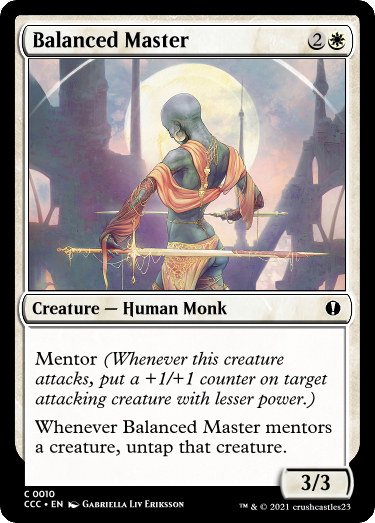 Balanced Master 2
Creature — Human Monk
Mentor (Whenever this creature
attacks, put a +1/+1 counter on target
attacking creature with lesser power.)
Whenever Balanced Master mentors
a creature, untap that creature.
3/3
C 0010
CCC • EN Gabriella Liv Eriksson
™ & © 2021 crushcastles23